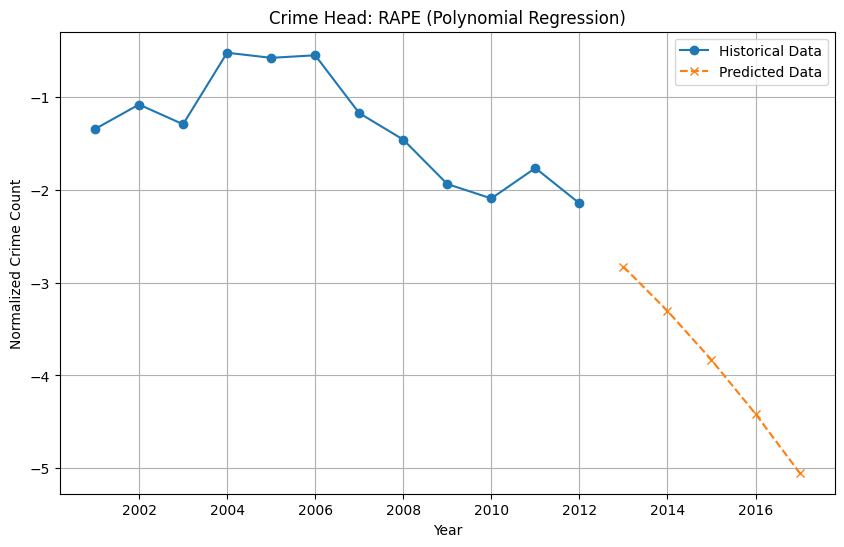 Crime Head: RAPE (Polynomial Regression)
Historical Data
Predicted Data
Normalized Crime Count
−1
−2
−3
−4
−5
2002 2004 2006 2008 2010 2012 2014 2016
Year